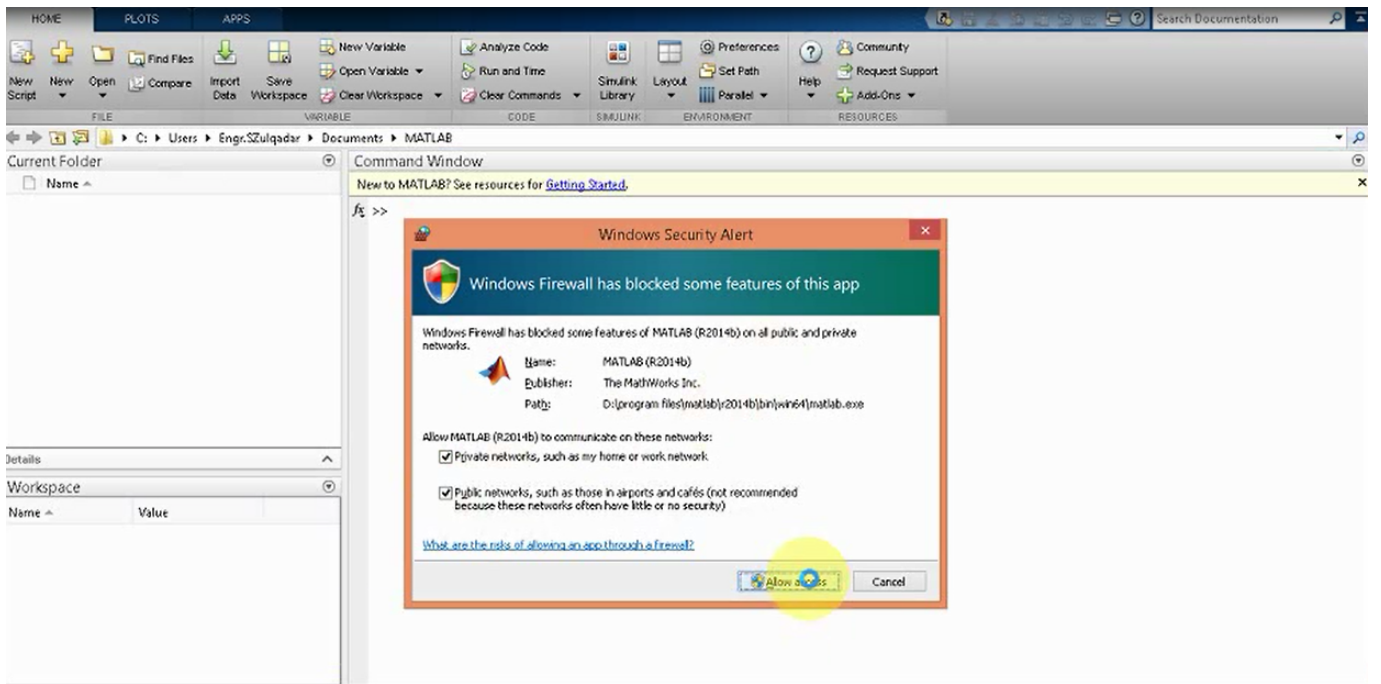 HOME PLOTS APPS
Search Documentation
New Script
New
Open
Find Files
Compare
Import Data
Save Workspace
New Variable
Open Variable
Clear Workspace
Analyze Code
Run and Time
Clear Commands
Simulink Library
Layout
Preferences
Set Path
Parallel
Help
Community
Request Support
Add-Ons
FILE VARIABLE CODE SIMULINK ENVIRONMENT RESOURCES
C: Users Engr.SZulqadar Documents MATLAB
Current Folder
Name
Details
Workspace
Name Value
Command Window
New to MATLAB? See resources for Getting Started.
fx >>
Windows Security Alert
Windows Firewall has blocked some features of this app
Windows Firewall has blocked some features of MATLAB (R2014b) on all public and private
networks.
Name: MATLAB (R2014b)
Publisher: The MathWorks Inc.
Path: D:\program files\matlab\r2014b\bin\win64\matlab.exe
Allow MATLAB (R2014b) to communicate on these networks:
Private networks, such as my home or work network
Public networks, such as those in airports and cafés (not recommended
because these networks often have little or no security)
What are the risks of allowing an app through a firewall?
Allow access Cancel